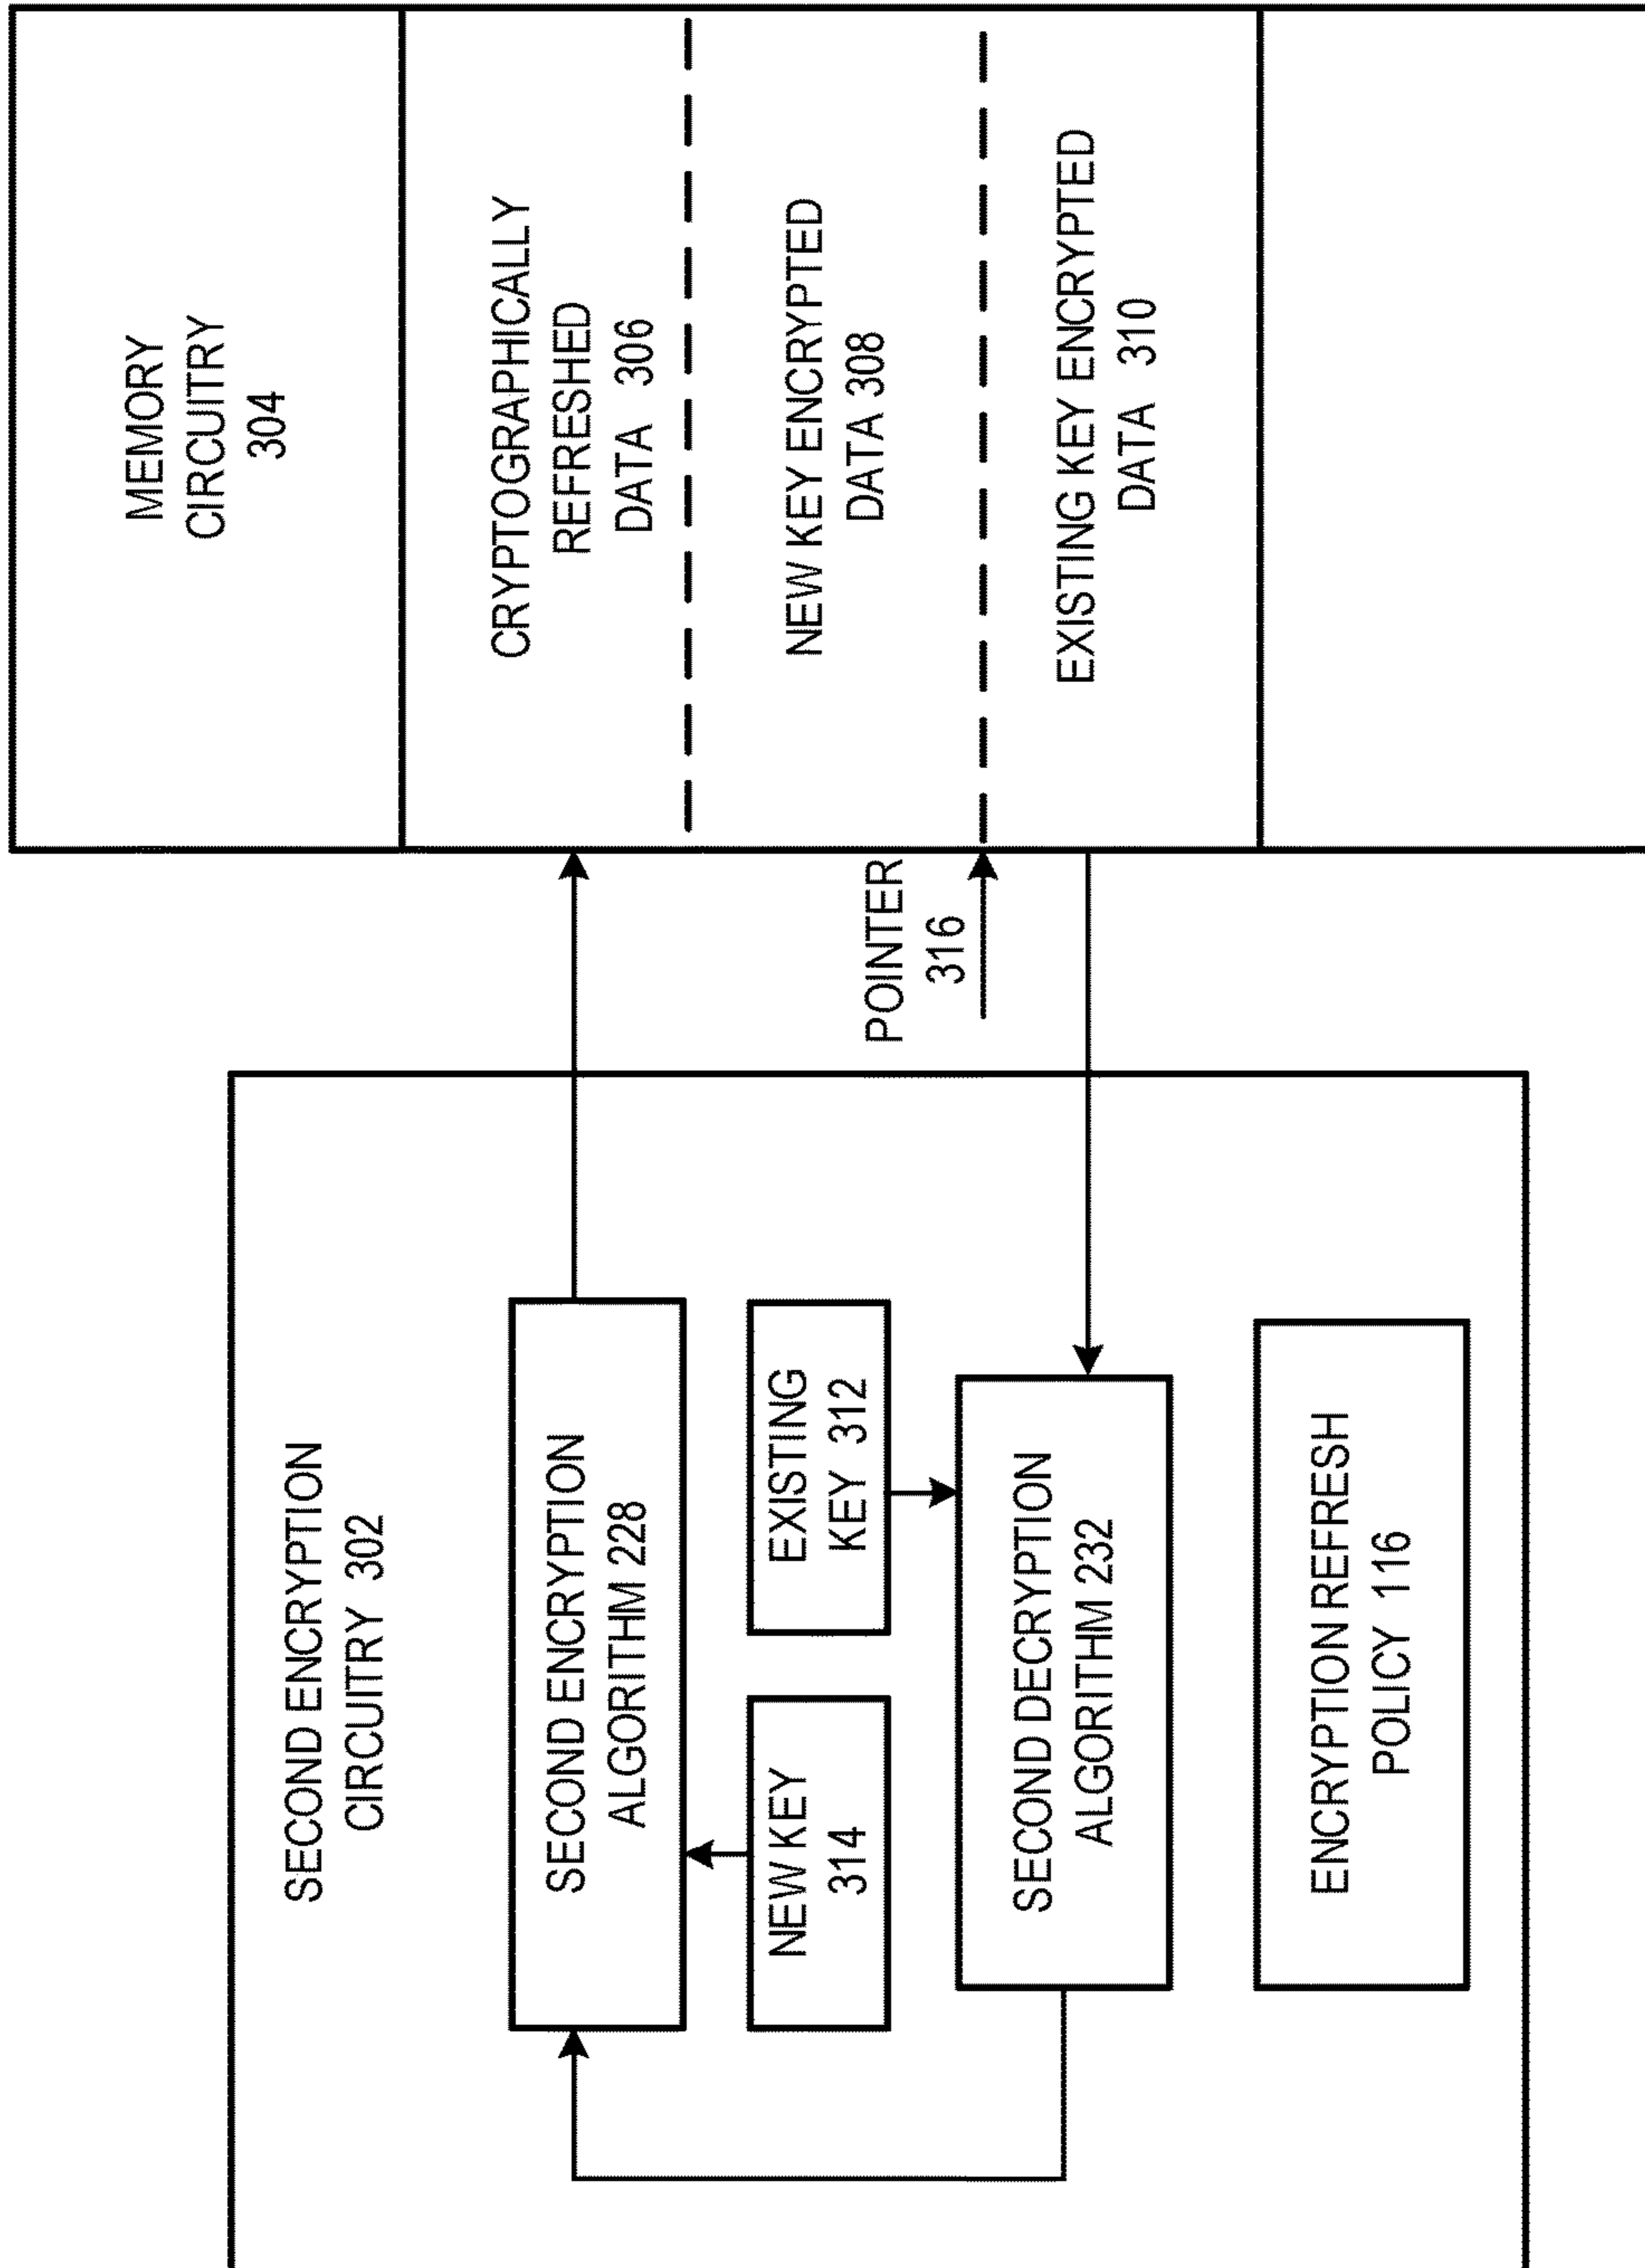 SECOND ENCRYPTION
CIRCUITRY 302
SECOND ENCRYPTION
ALGORITHM 228
NEW KEY
314
EXISTING
KEY 312
SECOND DECRYPTION
ALGORITHM 232
ENCRYPTION REFRESH
POLICY 116
POINTER
316
MEMORY
CIRCUITRY
304
CRYPTOGRAPHICALLY
REFRESHED
DATA 306
NEW KEY ENCRYPTED
DATA 308
EXISTING KEY ENCRYPTED
DATA 310